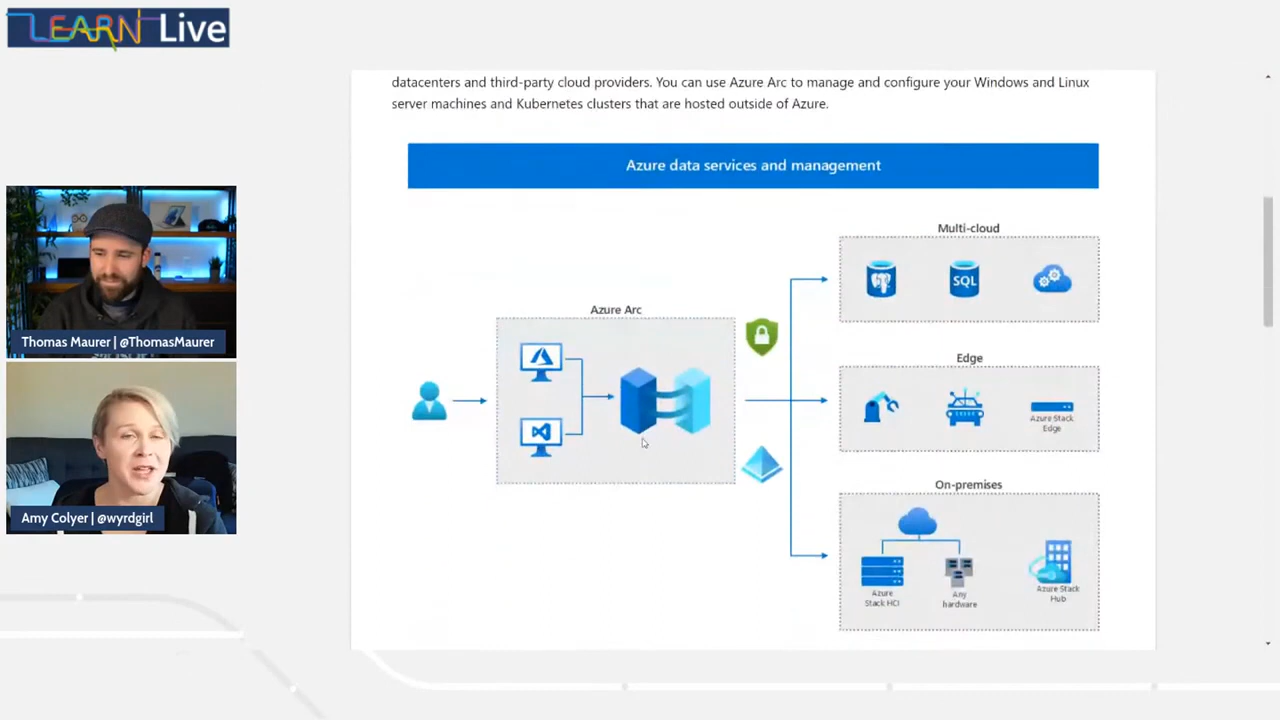 LEARN Live
datacenters and third-party cloud providers. You can use Azure Arc to manage and configure your Windows and Linux
server machines and Kubernetes clusters that are hosted outside of Azure.
Azure data services and management
Multi-cloud
SQL
Azure Arc
Edge
Azure Stack
Edge
On-premises
Azure
Stack HCI
Any
hardware
Azure Stack
Hub
Thomas Maurer | @ThomasMaurer
Amy Colyer | @wyrdgirl